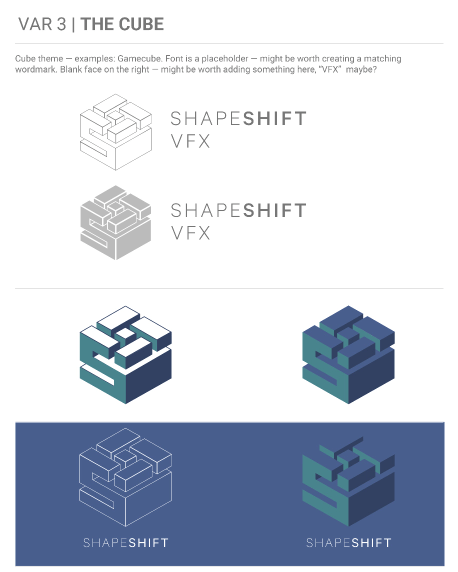 VAR 3 | THE CUBE
Cube theme — examples: Gamecube. Font is a placeholder — might be worth creating a matching
wordmark. Blank face on the right — might be worth adding something here, “VFX” maybe?
SHAPESHIFT
VFX
SHAPESHIFT
VFX
SHAPESHIFT
SHAPESHIFT